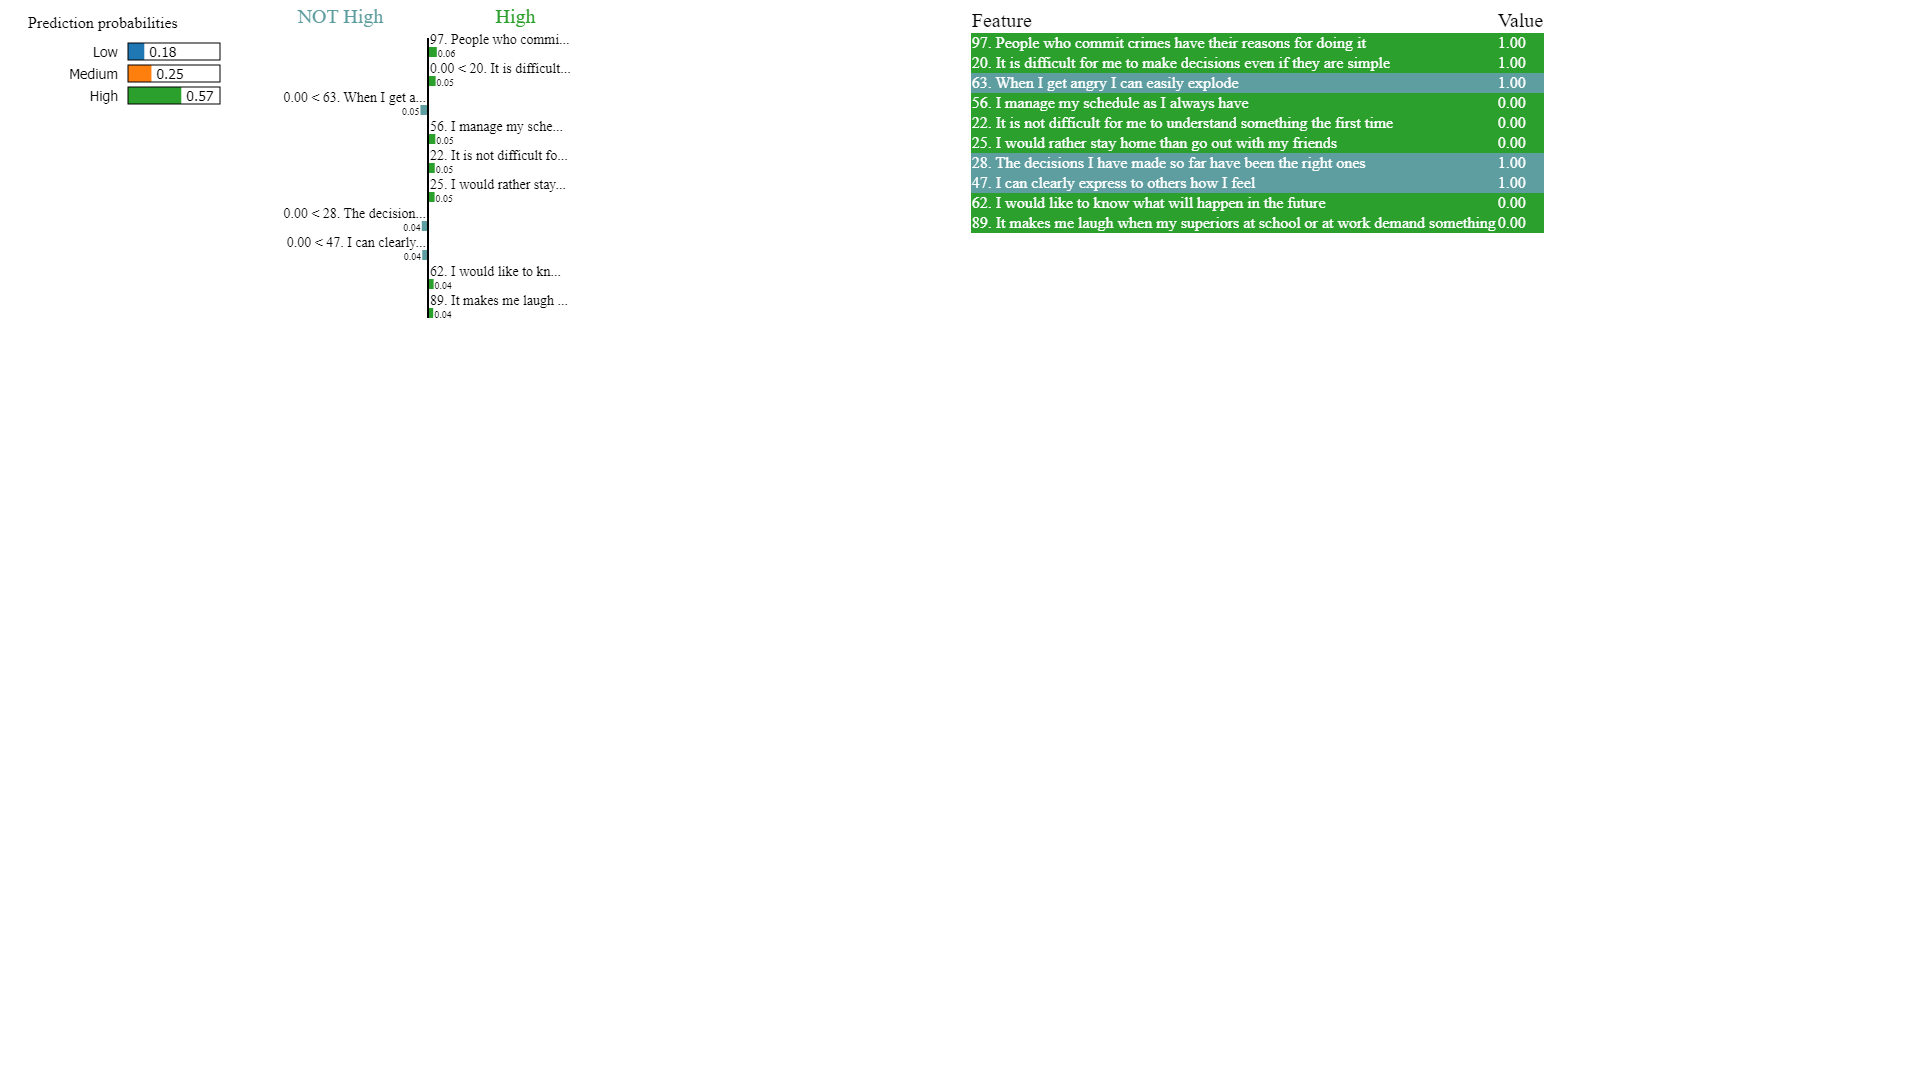 Prediction probabilities
Low 0.18
Medium 0.25
High 0.57
NOT High High
97. People who commi...
0.06
0.00 < 20. It is difficult...
0.05
0.00 < 63. When I get a...
0.05
56. I manage my sche...
0.05
22. It is not difficult fo...
0.05
25. I would rather stay...
0.05
0.00 < 28. The decision...
0.04
0.00 < 47. I can clearly...
0.04
62. I would like to kn...
0.04
89. It makes me laugh ...
0.04
Feature Value
97. People who commit crimes have their reasons for doing it 1.00
20. It is difficult for me to make decisions even if they are simple 1.00
63. When I get angry I can easily explode 1.00
56. I manage my schedule as I always have 0.00
22. It is not difficult for me to understand something the first time 0.00
25. I would rather stay home than go out with my friends 0.00
28. The decisions I have made so far have been the right ones 1.00
47. I can clearly express to others how I feel 1.00
62. I would like to know what will happen in the future 0.00
89. It makes me laugh when my superiors at school or at work demand something 0.00